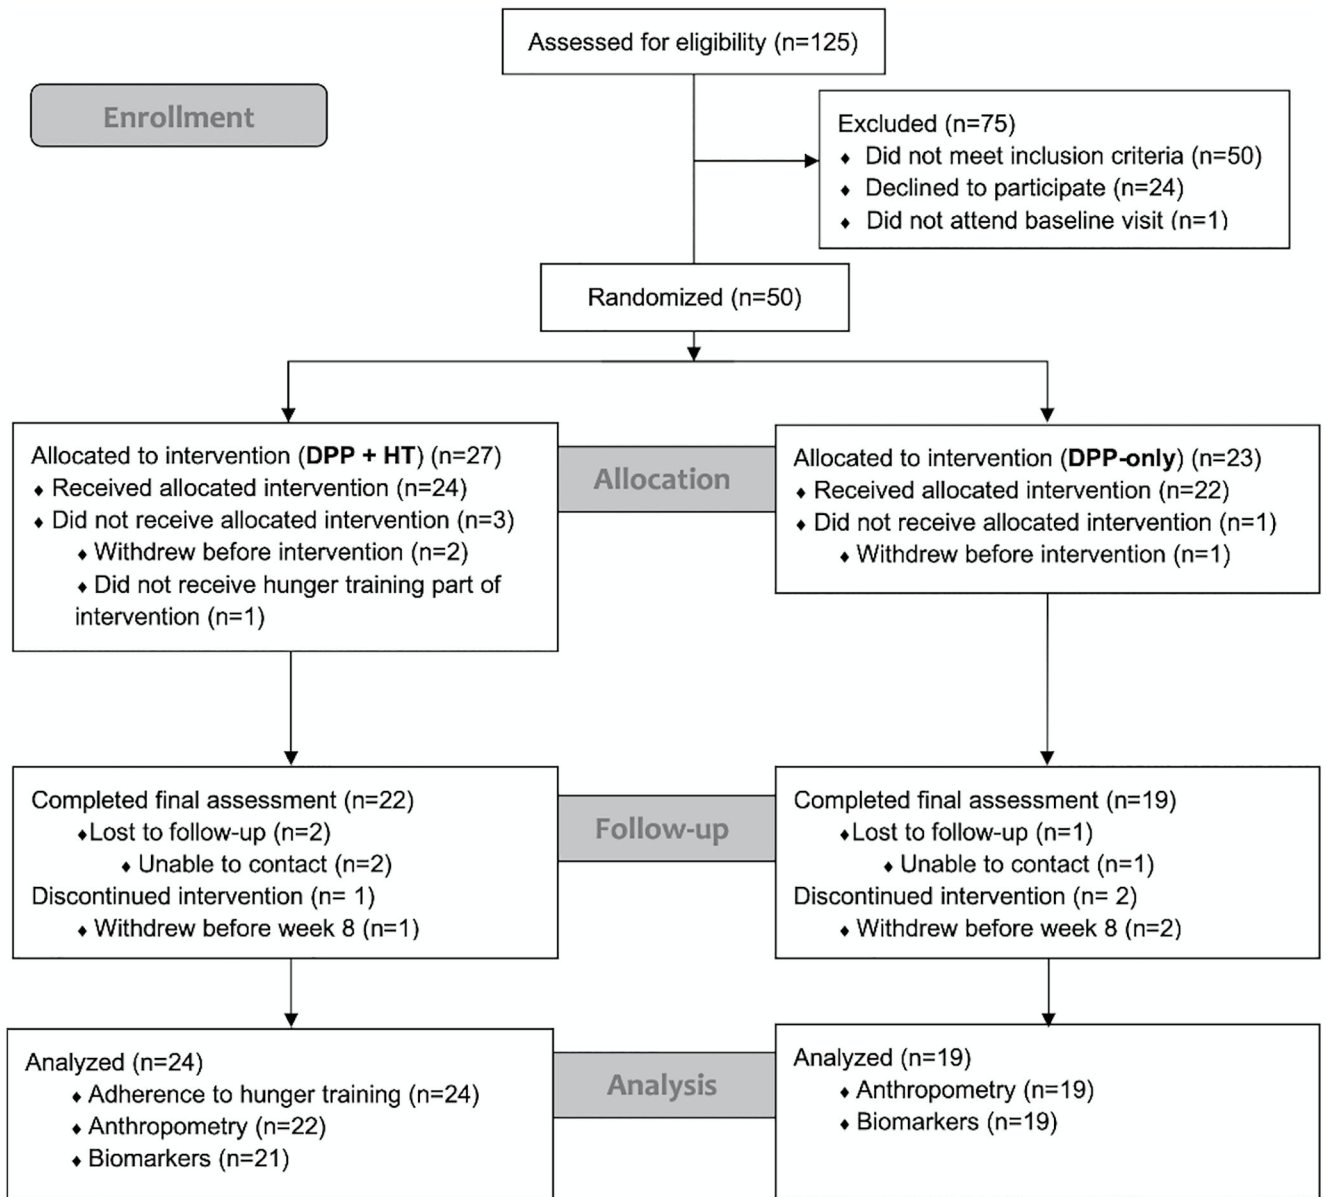 Assessed for eligibility (n=125)
Enrollment
Excluded (n=75)
♦ Did not meet inclusion criteria (n=50)
♦ Declined to participate (n=24)
♦ Did not attend baseline visit (n=1)
Randomized (n=50)
Allocated to intervention (DPP + HT) (n=27)
♦ Received allocated intervention (n=24)
♦ Did not receive allocated intervention (n=3)
♦ Withdrew before intervention (n=2)
♦ Did not receive hunger training part of
intervention (n=1)
Allocation
Allocated to intervention (DPP-only) (n=23)
♦ Received allocated intervention (n=22)
♦ Did not receive allocated intervention (n=1)
♦ Withdrew before intervention (n=1)
Completed final assessment (n=22)
♦Lost to follow-up (n=2)
♦ Unable to contact (n=2)
Discontinued intervention (n= 1)
♦ Withdrew before week 8 (n=1)
Follow-up
Completed final assessment (n=19)
♦Lost to follow-up (n=1)
♦ Unable to contact (n=1)
Discontinued intervention (n= 2)
♦ Withdrew before week 8 (n=2)
Analyzed (n=24)
♦ Adherence to hunger training (n=24)
♦ Anthropometry (n=22)
♦ Biomarkers (n=21)
Analysis
Analyzed (n=19)
♦ Anthropometry (n=19)
♦ Biomarkers (n=19)